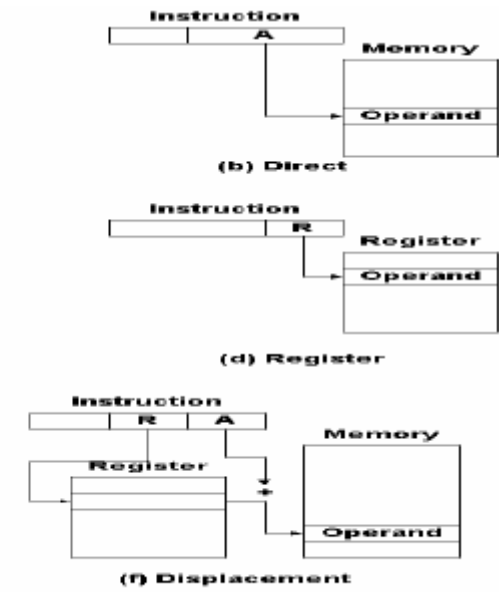 Instruction
A
Memory
Operand
(b) Direct
Instruction
R
Register
Operand
(d) Register
Instruction
R A
Memory
Register
+
Operand
(f) Displacement